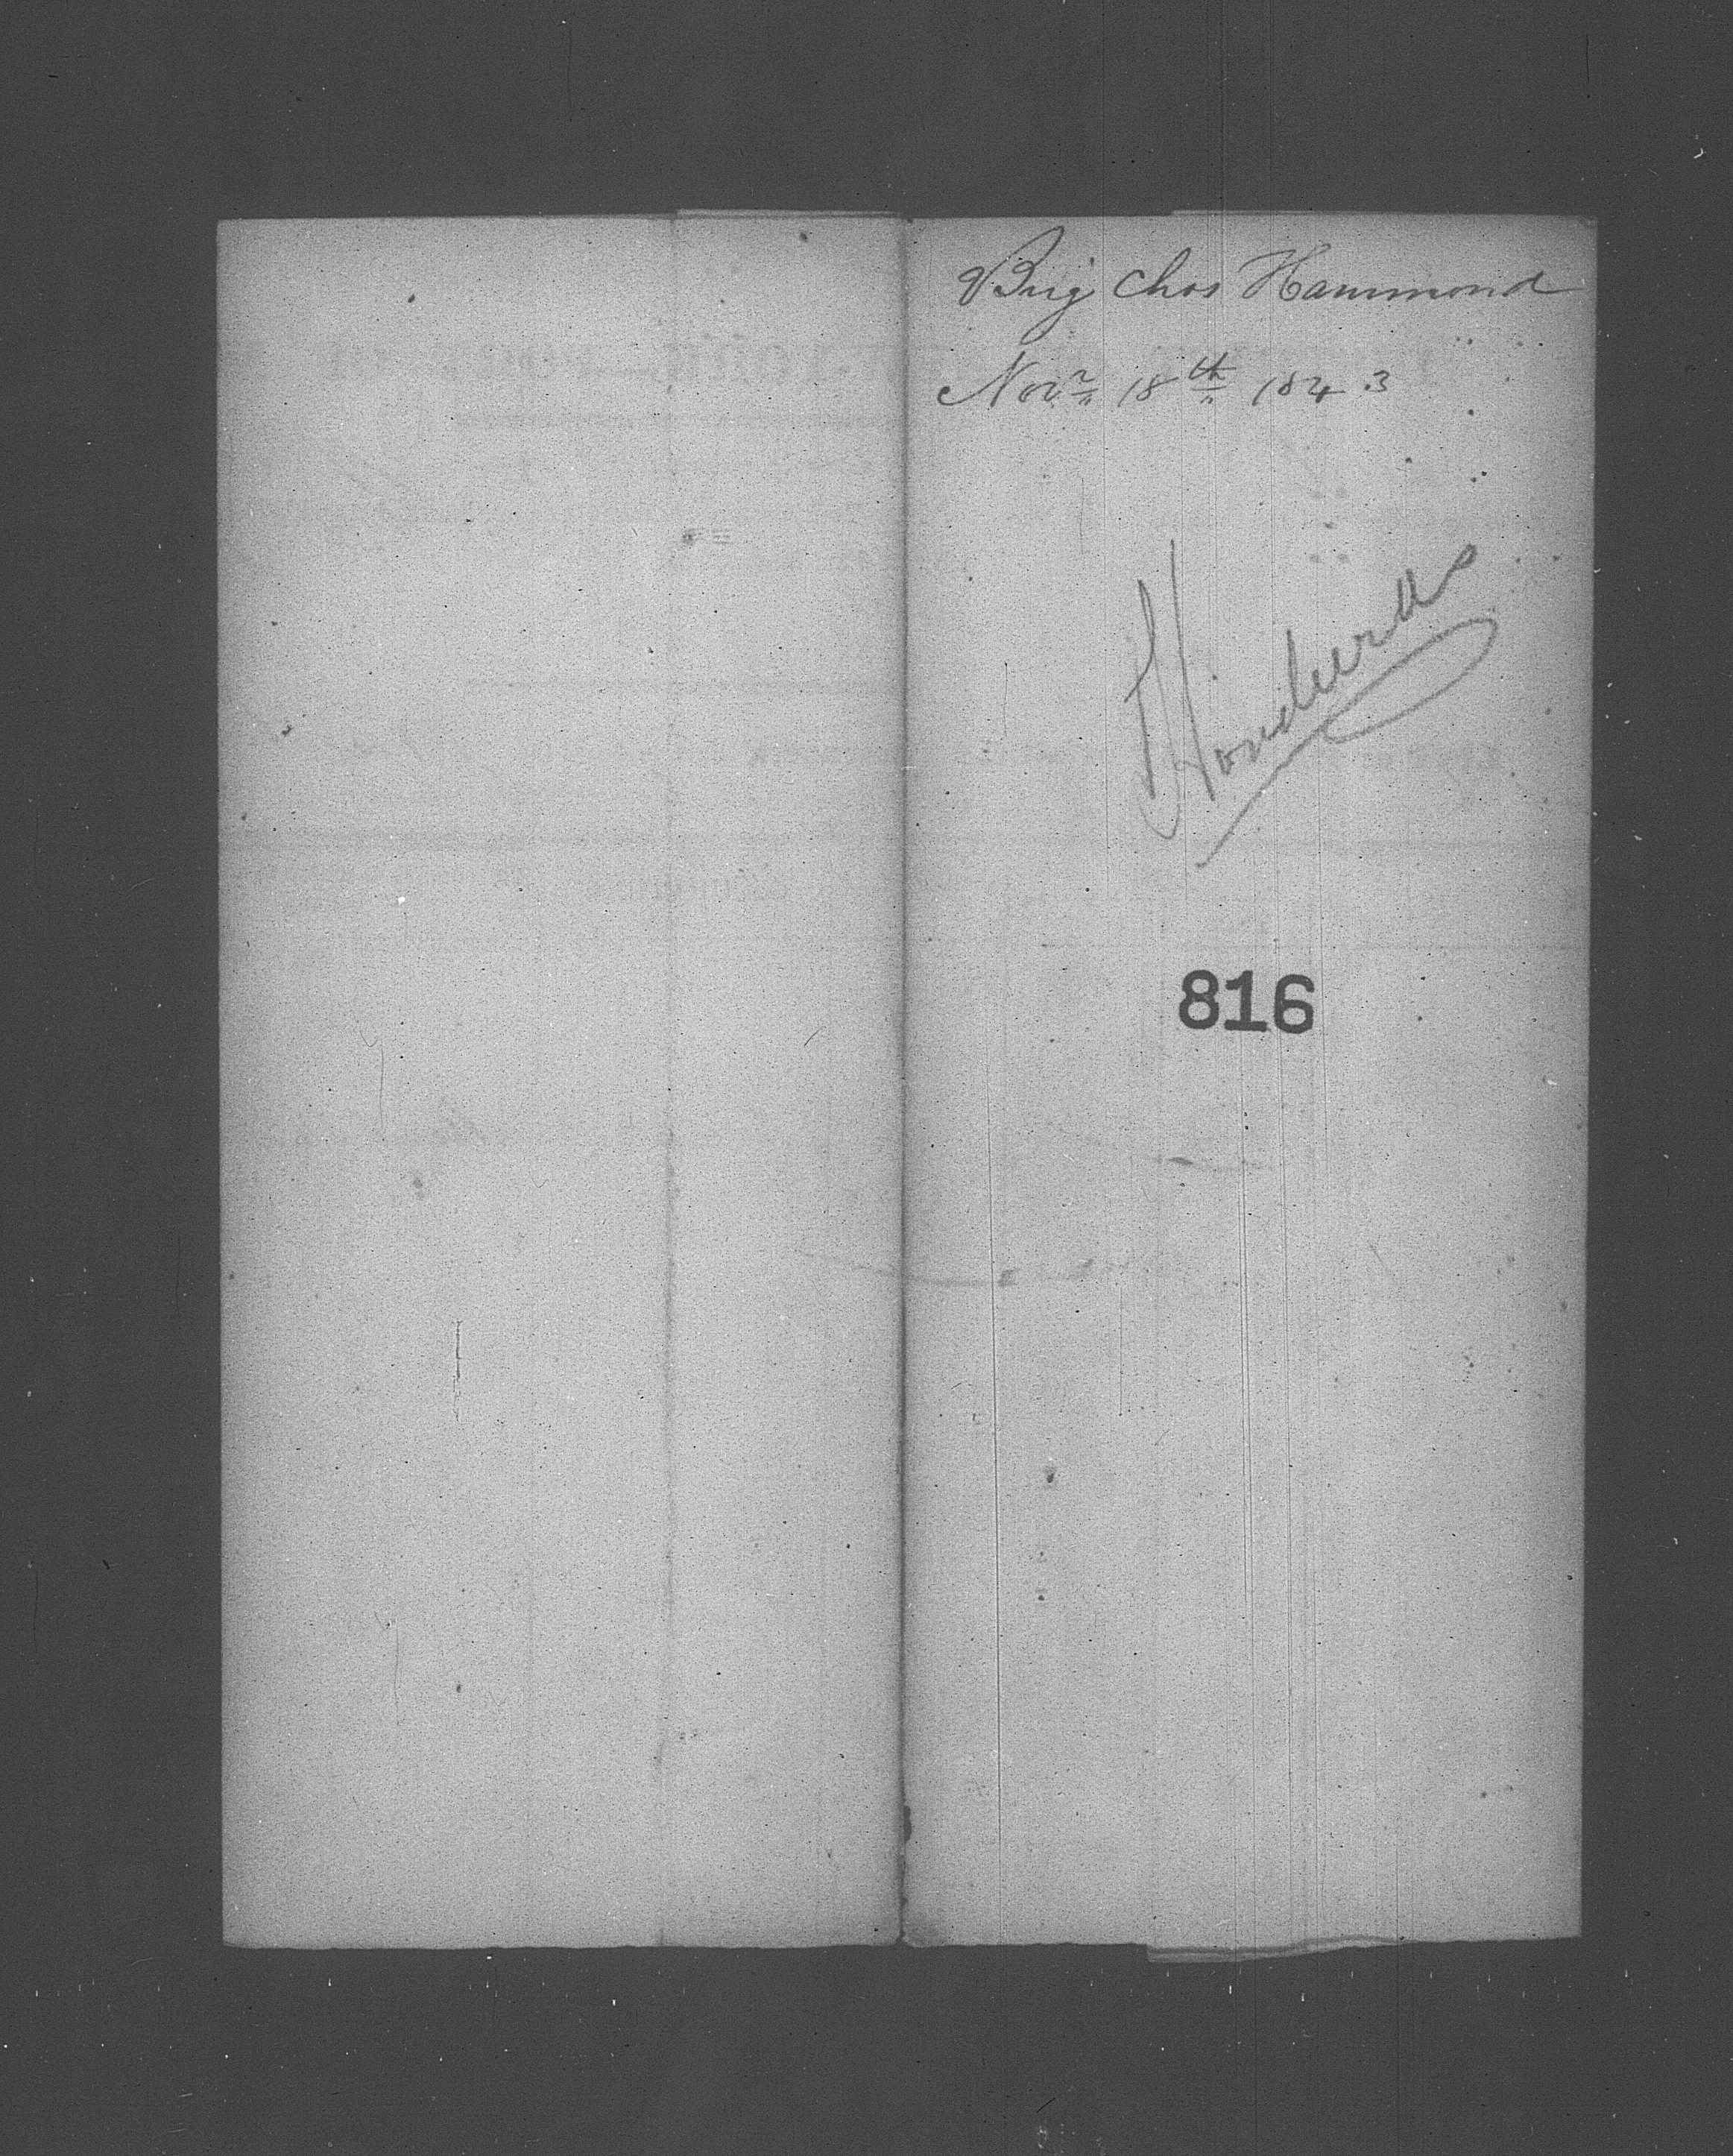 Brig Chas Hammond
Novr 18th 1843
Honduras
816